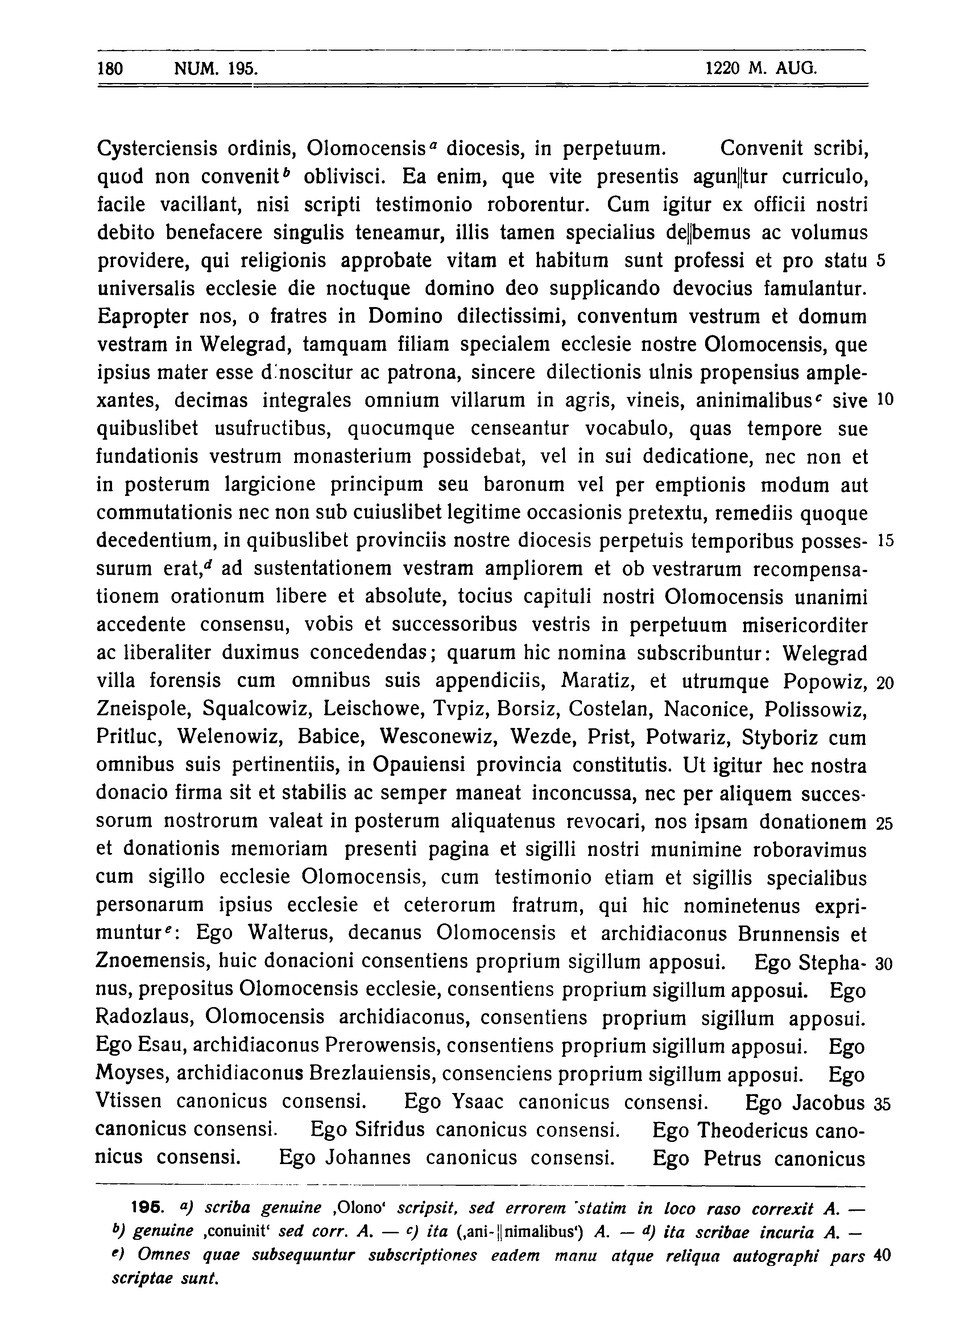 180 NUM. 195. 1220 M. AUG.
Cysterciensis ordinis, Olomocensis a diocesis, in perpetuum. Convenit scribi,
quod non convenit b oblivisci. Ea enim, que vite presentis agun||tur curriculo,
facile vacillant, nisi scripti testimonio roborentur. Cum igitur ex officii nostri
debito benefacere singulis teneamur, illis tamen specialius de||bemus ac volumus
providere, qui religionis approbate vitam et habitum sunt professi et pro statu 5
universalis ecclesie die noctuque domino deo supplicando devocius famulantur.
Eapropter nos, o fratres in Domino dilectissimi, conventum vestrum et domum
vestram in Welegrad, tamquam filiam specialem ecclesie nostre Olomocensis, que
ipsius mater esse dinoscitur ac patrona, sincere dilectionis ulnis propensius ample-
xantes, decimas integrales omnium villarum in agris, vineis, aninimalibus c sive 10
quibuslibet usufructibus, quocumque censeantur vocabulo, quas tempore sue
fundationis vestrum monasterium possidebat, vel in sui dedicatione, nec non et
in posterum largicione principum seu baronum vel per emptionis modum aut
commutationis nec non sub cuiuslibet legitime occasionis pretextu, remediis quoque
decedentium, in quibuslibet provinciis nostre diocesis perpetuis temporibus posses- 15
surum erat, d ad sustentationem vestram ampliorem et ob vestrarum recompensa-
tionem orationum libere et absolute, tocius capituli nostri Olomocensis unanimi
accedente consensu, vobis et successoribus vestris in perpetuum misericorditer
ac liberaliter duximus concedendas; quarum hic nomina subscribuntur: Welegrad
villa forensis cum omnibus suis appendiciis, Maratiz, et utrumque Popowiz, 20
Zneispole, Squalcowiz, Leischowe, Tvpiz, Borsiz, Costelan, Naconice, Polissowiz,
Pritluc, Welenowiz, Babice, Wesconewiz, Wezde, Prist, Potwariz, Styboriz cum
omnibus suis pertinentiis, in Opauiensi provincia constitutis. Ut igitur hec nostra
donacio firma sit et stabilis ac semper maneat inconcussa, nec per aliquem succes-
sorum nostrorum valeat in posterum aliquatenus revocari, nos ipsam donationem 25
et donationis memoriam presenti pagina et sigilli nostri munimine roboravimus
cum sigillo ecclesie Olomocensis, cum testimonio etiam et sigillis specialibus
personarum ipsius ecclesie et ceterorum fratrum, qui hic nominetenus expri-
muntur e: Ego Walterus, decanus Olomocensis et archidiaconus Brunnensis et
Znoemensis, huic donacioni consentiens proprium sigillum apposui. Ego Stepha- 30
nus, prepositus Olomocensis ecclesie, consentiens proprium sigillum apposui. Ego
Radozlaus, Olomocensis archidiaconus, consentiens proprium sigillum apposui.
Ego Esau, archidiaconus Prerowensis, consentiens proprium sigillum apposui. Ego
Moyses, archidiaconus Brezlauiensis, consenciens proprium sigillum apposui. Ego
Vtissen canonicus consensi. Ego Ysaac canonicus consensi. Ego Jacobus 35
canonicus consensi. Ego Sifridus canonicus consensi. Ego Theodericus cano-
nicus consensi. Ego Johannes canonicus consensi. Ego Petrus canonicus
195. a) scriba genuine ‚Olono‘ scripsit, sed errorem statim in loco raso correxit A. —
b) genuine ‚conuinit‘ sed corr. A. — c) ita (‚ani-||nimalibus‘) A. — d) ita scribae incuria A. —
e) Omnes quae subsequuntur subscriptiones eadem manu atque reliqua autographi pars 40
scriptae sunt.